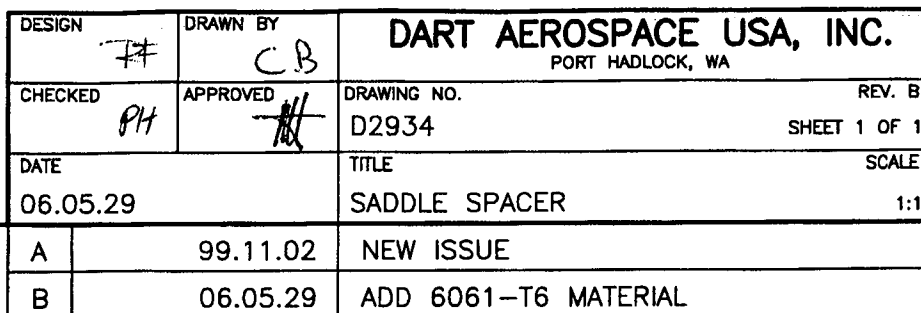 DESIGN DRAWN BY DART AEROSPACE USA, INC.
CB PORT HADLOCK, WA
CHECKED APPROVED DRAWING NO. REV. B
PH D2934 SHEET 1 OF 1
DATE TITLE SCALE
06.05.29 SADDLE SPACER 1:1
A 99.11.02 NEW ISSUE
B 06.05.29 ADD 6061-T6 MATERIAL